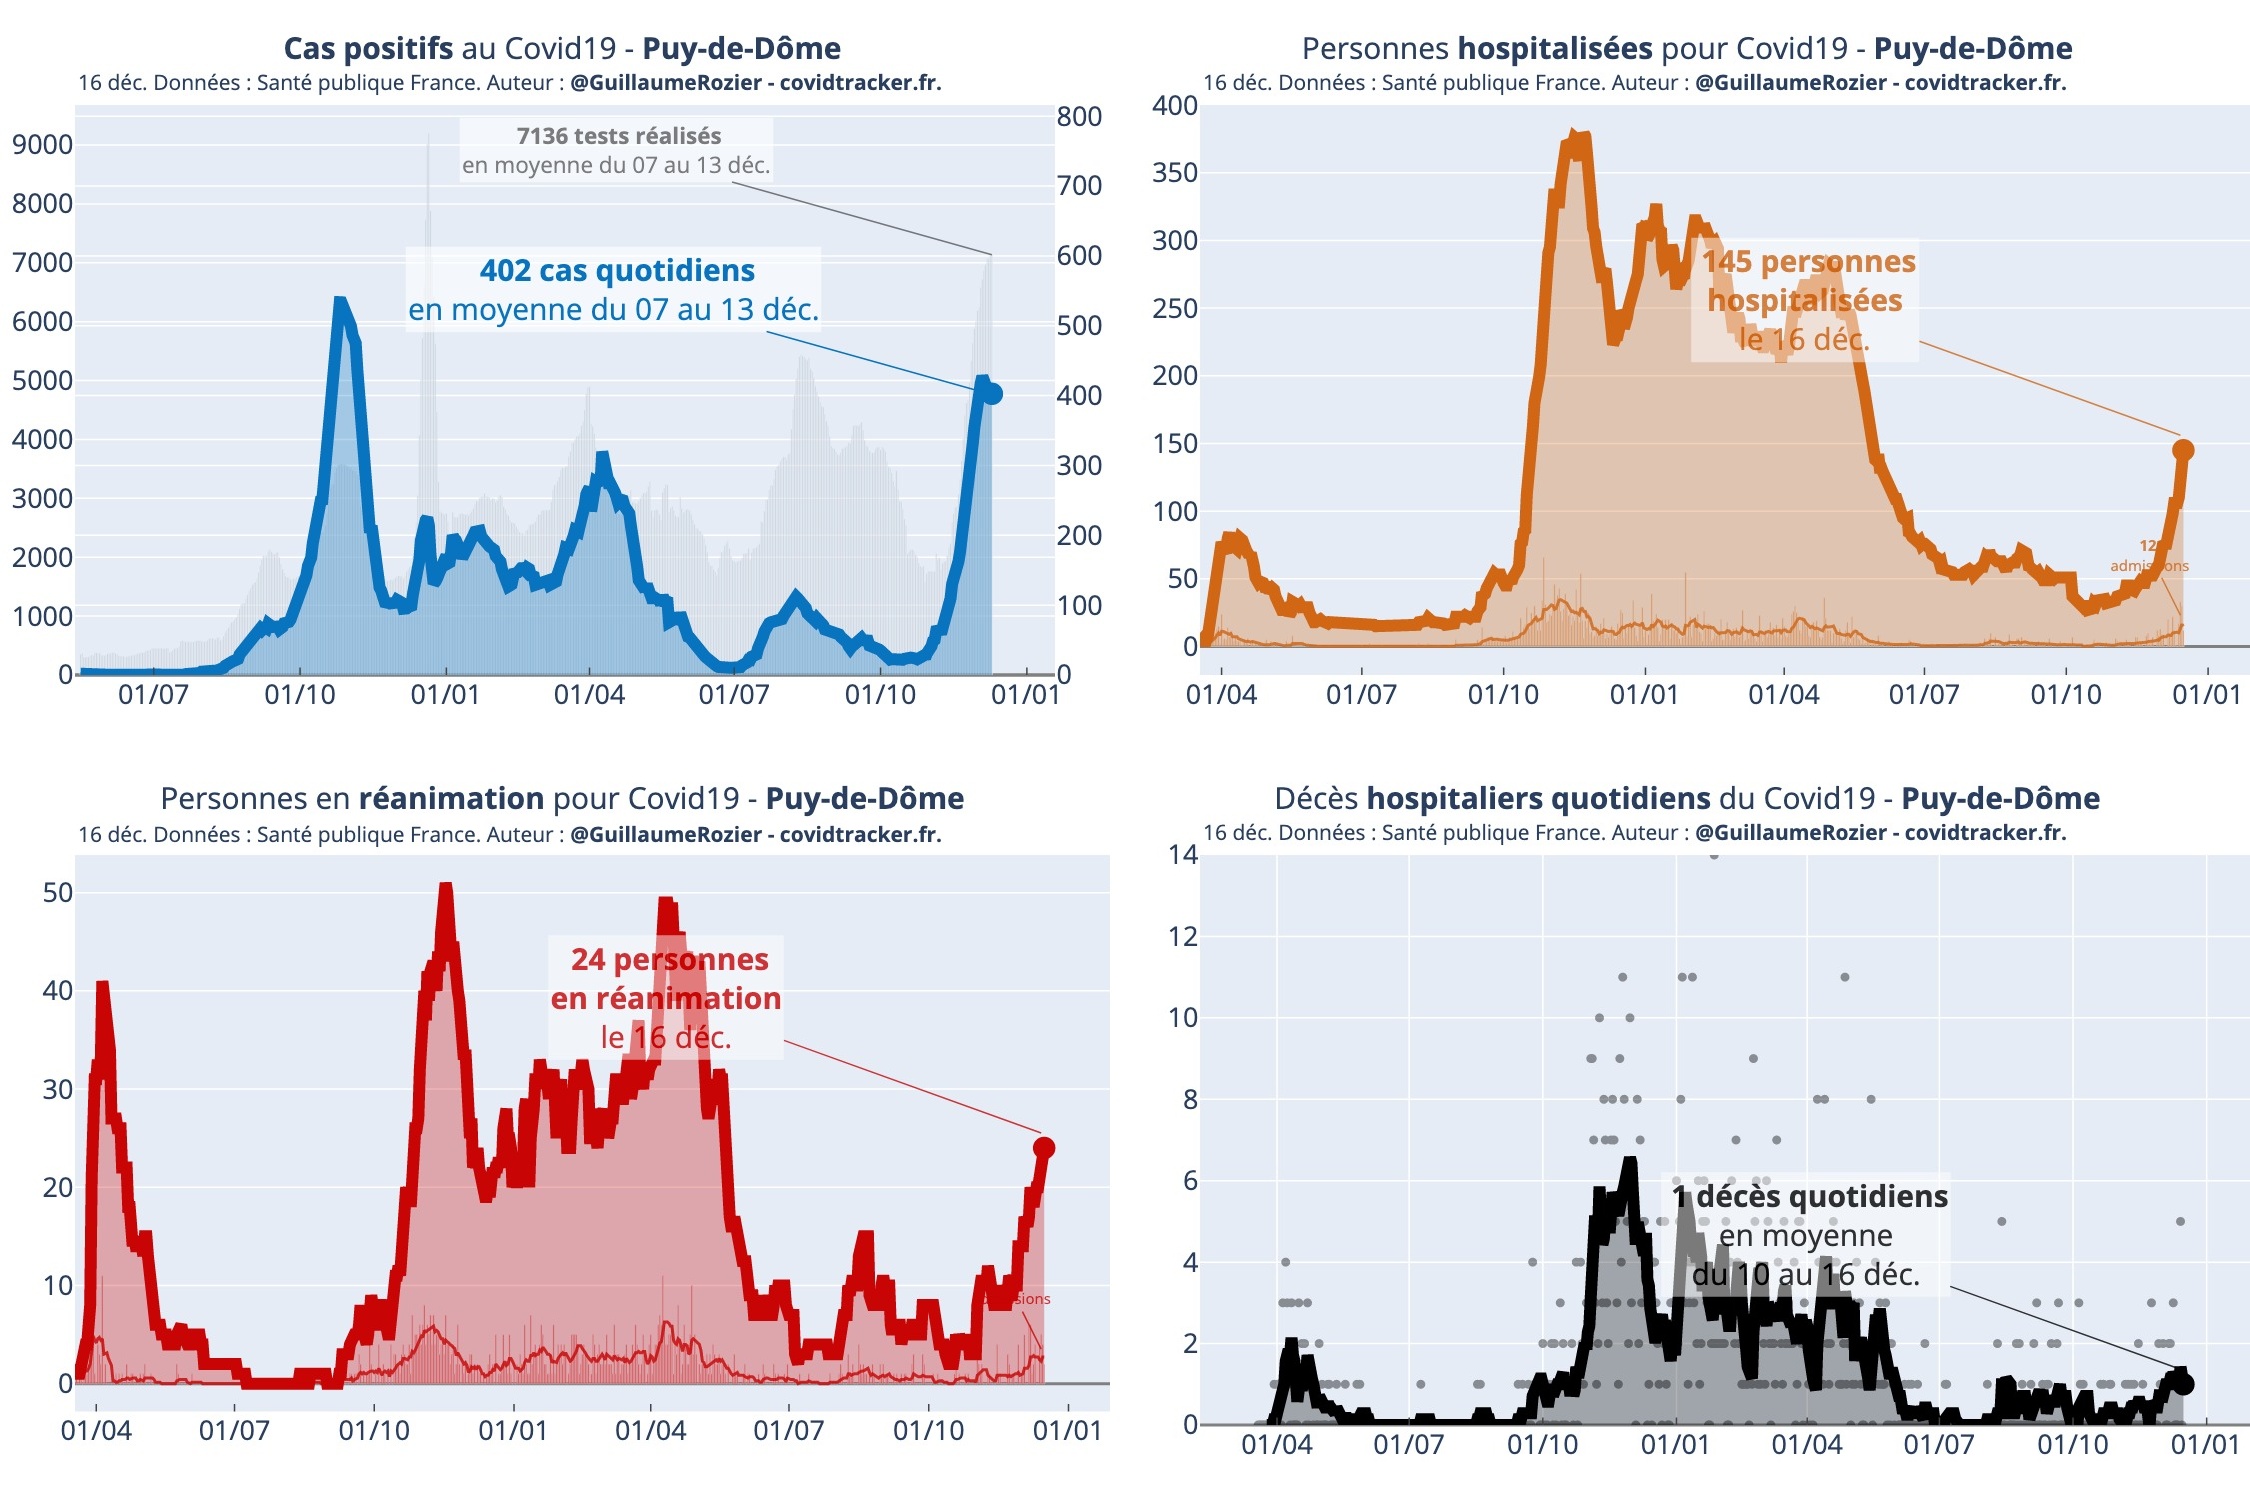 Cas positifs au Covid19 - Puy-de-Dôme
16 déc. Données : Santé publique France. Auteur : @GuillaumeRozier - covidtracker.fr.
7136 tests réalisés
en moyenne du 07 au 13 déc.
402 cas quotidiens
en moyenne du 07 au 13 déc.
9000
8000
7000
6000
5000
4000
3000
2000
1000
0
800
700
600
500
400
300
200
100
0
01/07 01/10 01/01 01/04 01/07 01/10 01/01
Personnes hospitalisées pour Covid19 - Puy-de-Dôme
16 déc. Données : Santé publique France. Auteur : @GuillaumeRozier - covidtracker.fr.
400
350
300
250
200
150
100
50
0
145 personnes
hospitalisées
le 16 déc.
admissions
01/04 01/07 01/10 01/01 01/04 01/07 01/10 01/01
Personnes en réanimation pour Covid19 - Puy-de-Dôme
16 déc. Données : Santé publique France. Auteur : @GuillaumeRozier - covidtracker.fr.
50
40
30
20
10
0
24 personnes
en réanimation
le 16 déc.
01/04 01/07 01/10 01/01 01/04 01/07 01/10 01/01
Décès hospitaliers quotidiens du Covid19 - Puy-de-Dôme
16 déc. Données : Santé publique France. Auteur : @GuillaumeRozier - covidtracker.fr.
14
12
10
8
6
4
2
0
1 décès quotidiens
en moyenne
du 10 au 16 déc.
01/04 01/07 01/10 01/01 01/04 01/07 01/10 01/01